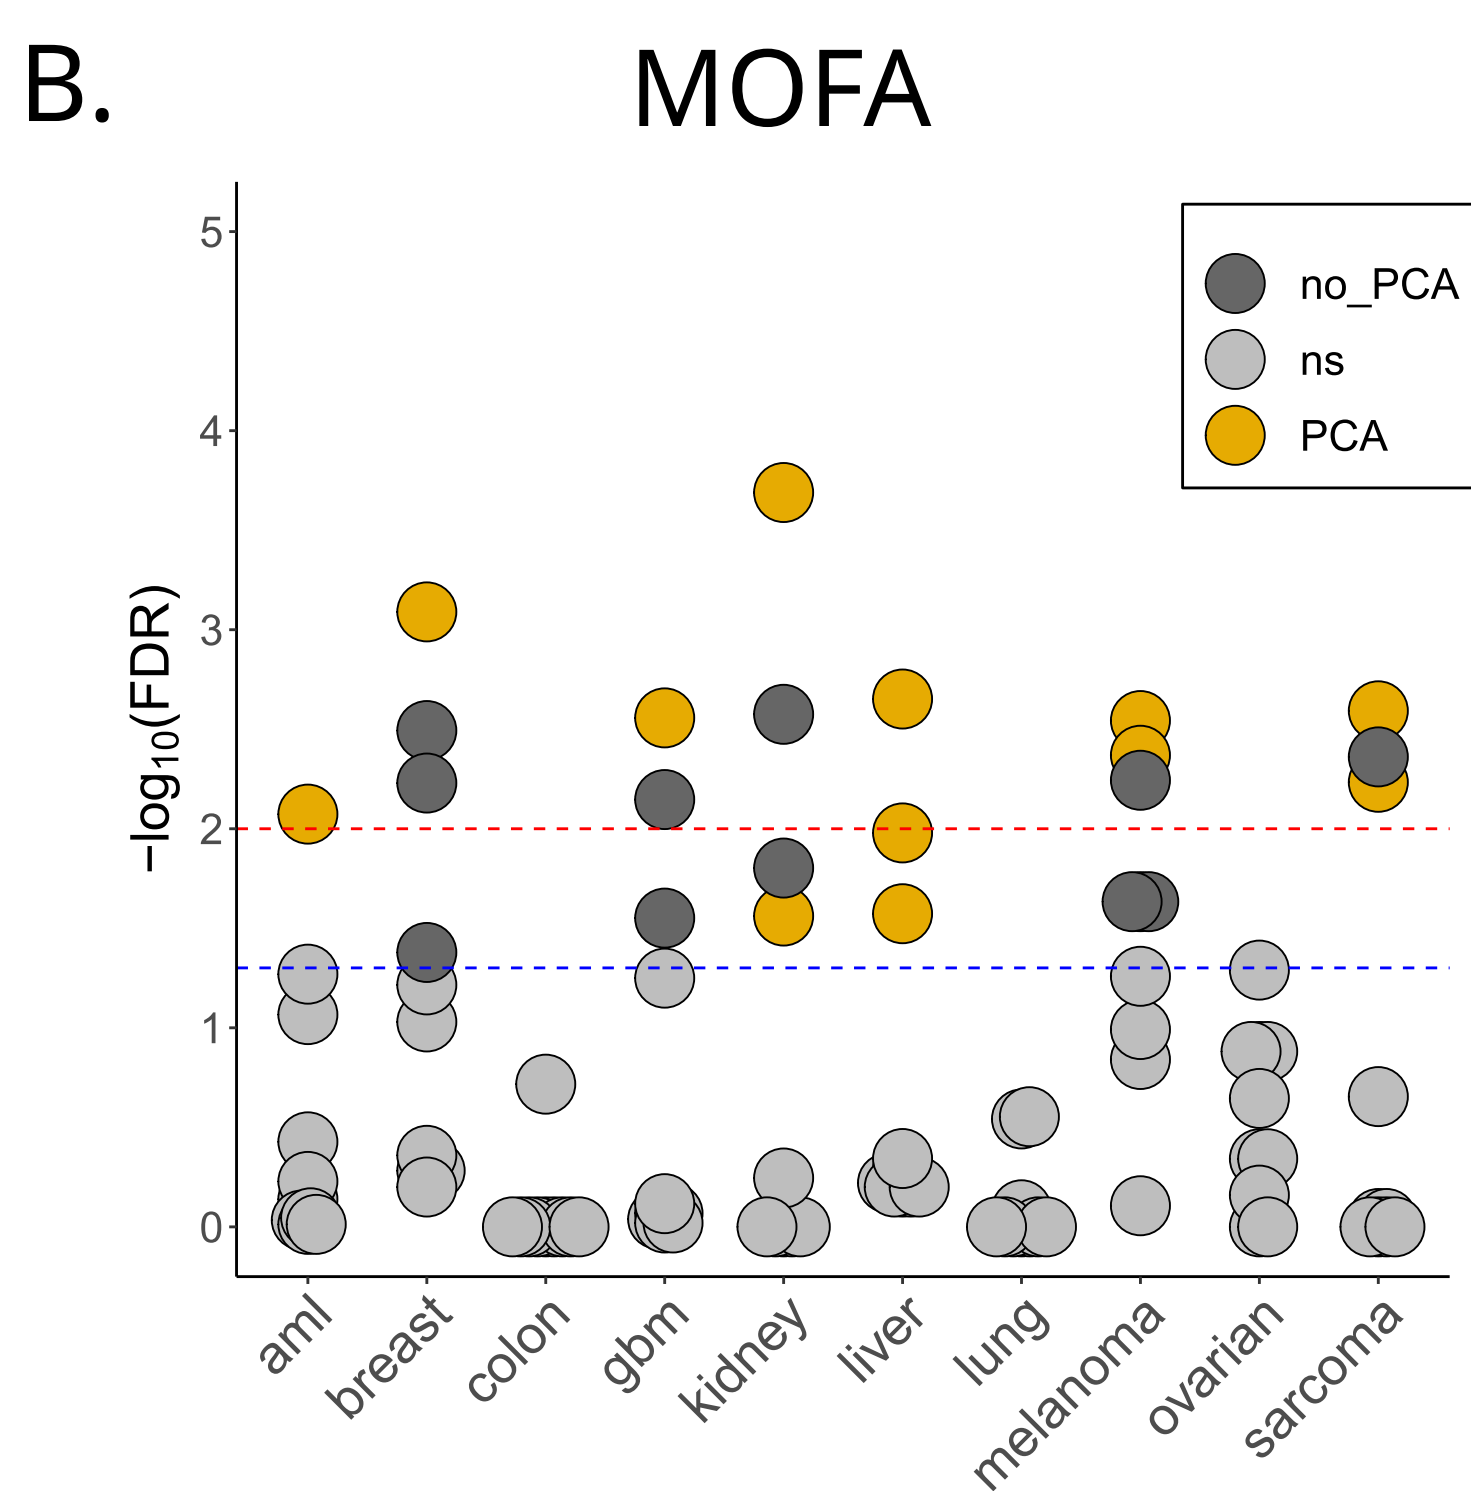 B.
MOFA
no_PCA
ns
PCA
−log10(FDR)
5
4
3
2
1
0
aml
breast
colon
gbm
kidney
liver
lung
melanoma
ovarian
sarcoma